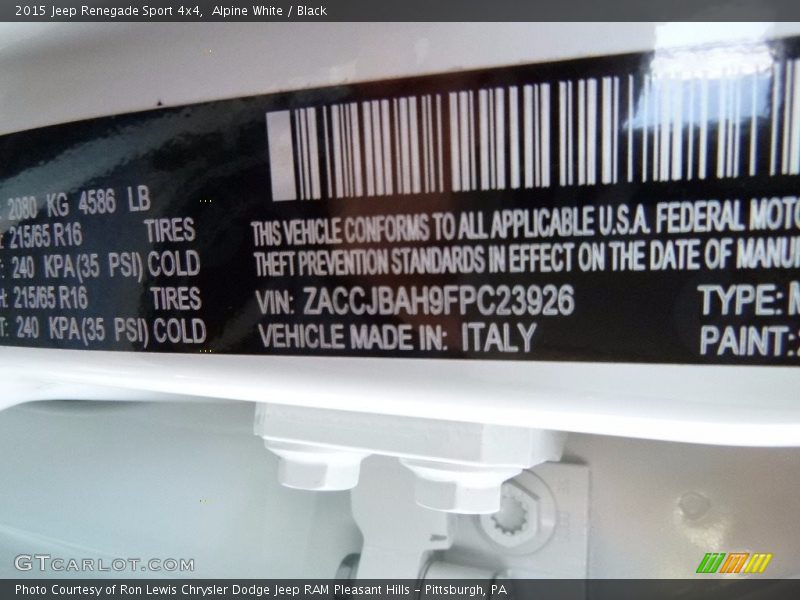 2015 Jeep Renegade Sport 4x4,  Alpine White / Black
2080 KG 4586 LB
215/65 R16 TIRES
240 KPA(35 PSI) COLD
215/65 R16 TIRES
240 KPA(35 PSI) COLD
THIS VEHICLE CONFORMS TO ALL APPLICABLE U.S.A. FEDERAL
THEFT PREVENTION STANDARDS IN EFFECT ON THE DATE OF
VIN: ZACCJBAH9FPC23926 TYPE:
VEHICLE MADE IN: ITALY PAINT:
GTCARLOT.COM
Photo Courtesy of Ron Lewis Chrysler Dodge Jeep RAM Pleasant Hills - Pittsburgh, PA